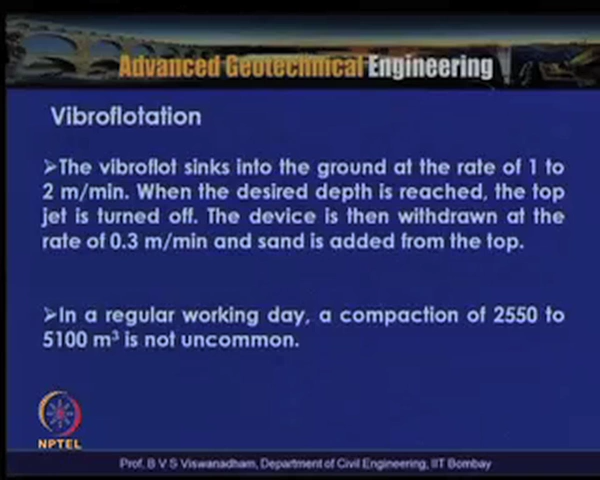 Advanced Geotechnical Engineering
Vibroflotation
➢The vibroflot sinks into the ground at the rate of 1 to
2 m/min. When the desired depth is reached, the top
jet is turned off. The device is then withdrawn at the
rate of 0.3 m/min and sand is added from the top.
➢In a regular working day, a compaction of 2550 to
5100 m³ is not uncommon.
NPTEL
Prof. B V S Viswanadham, Department of Civil Engineering, IIT Bombay